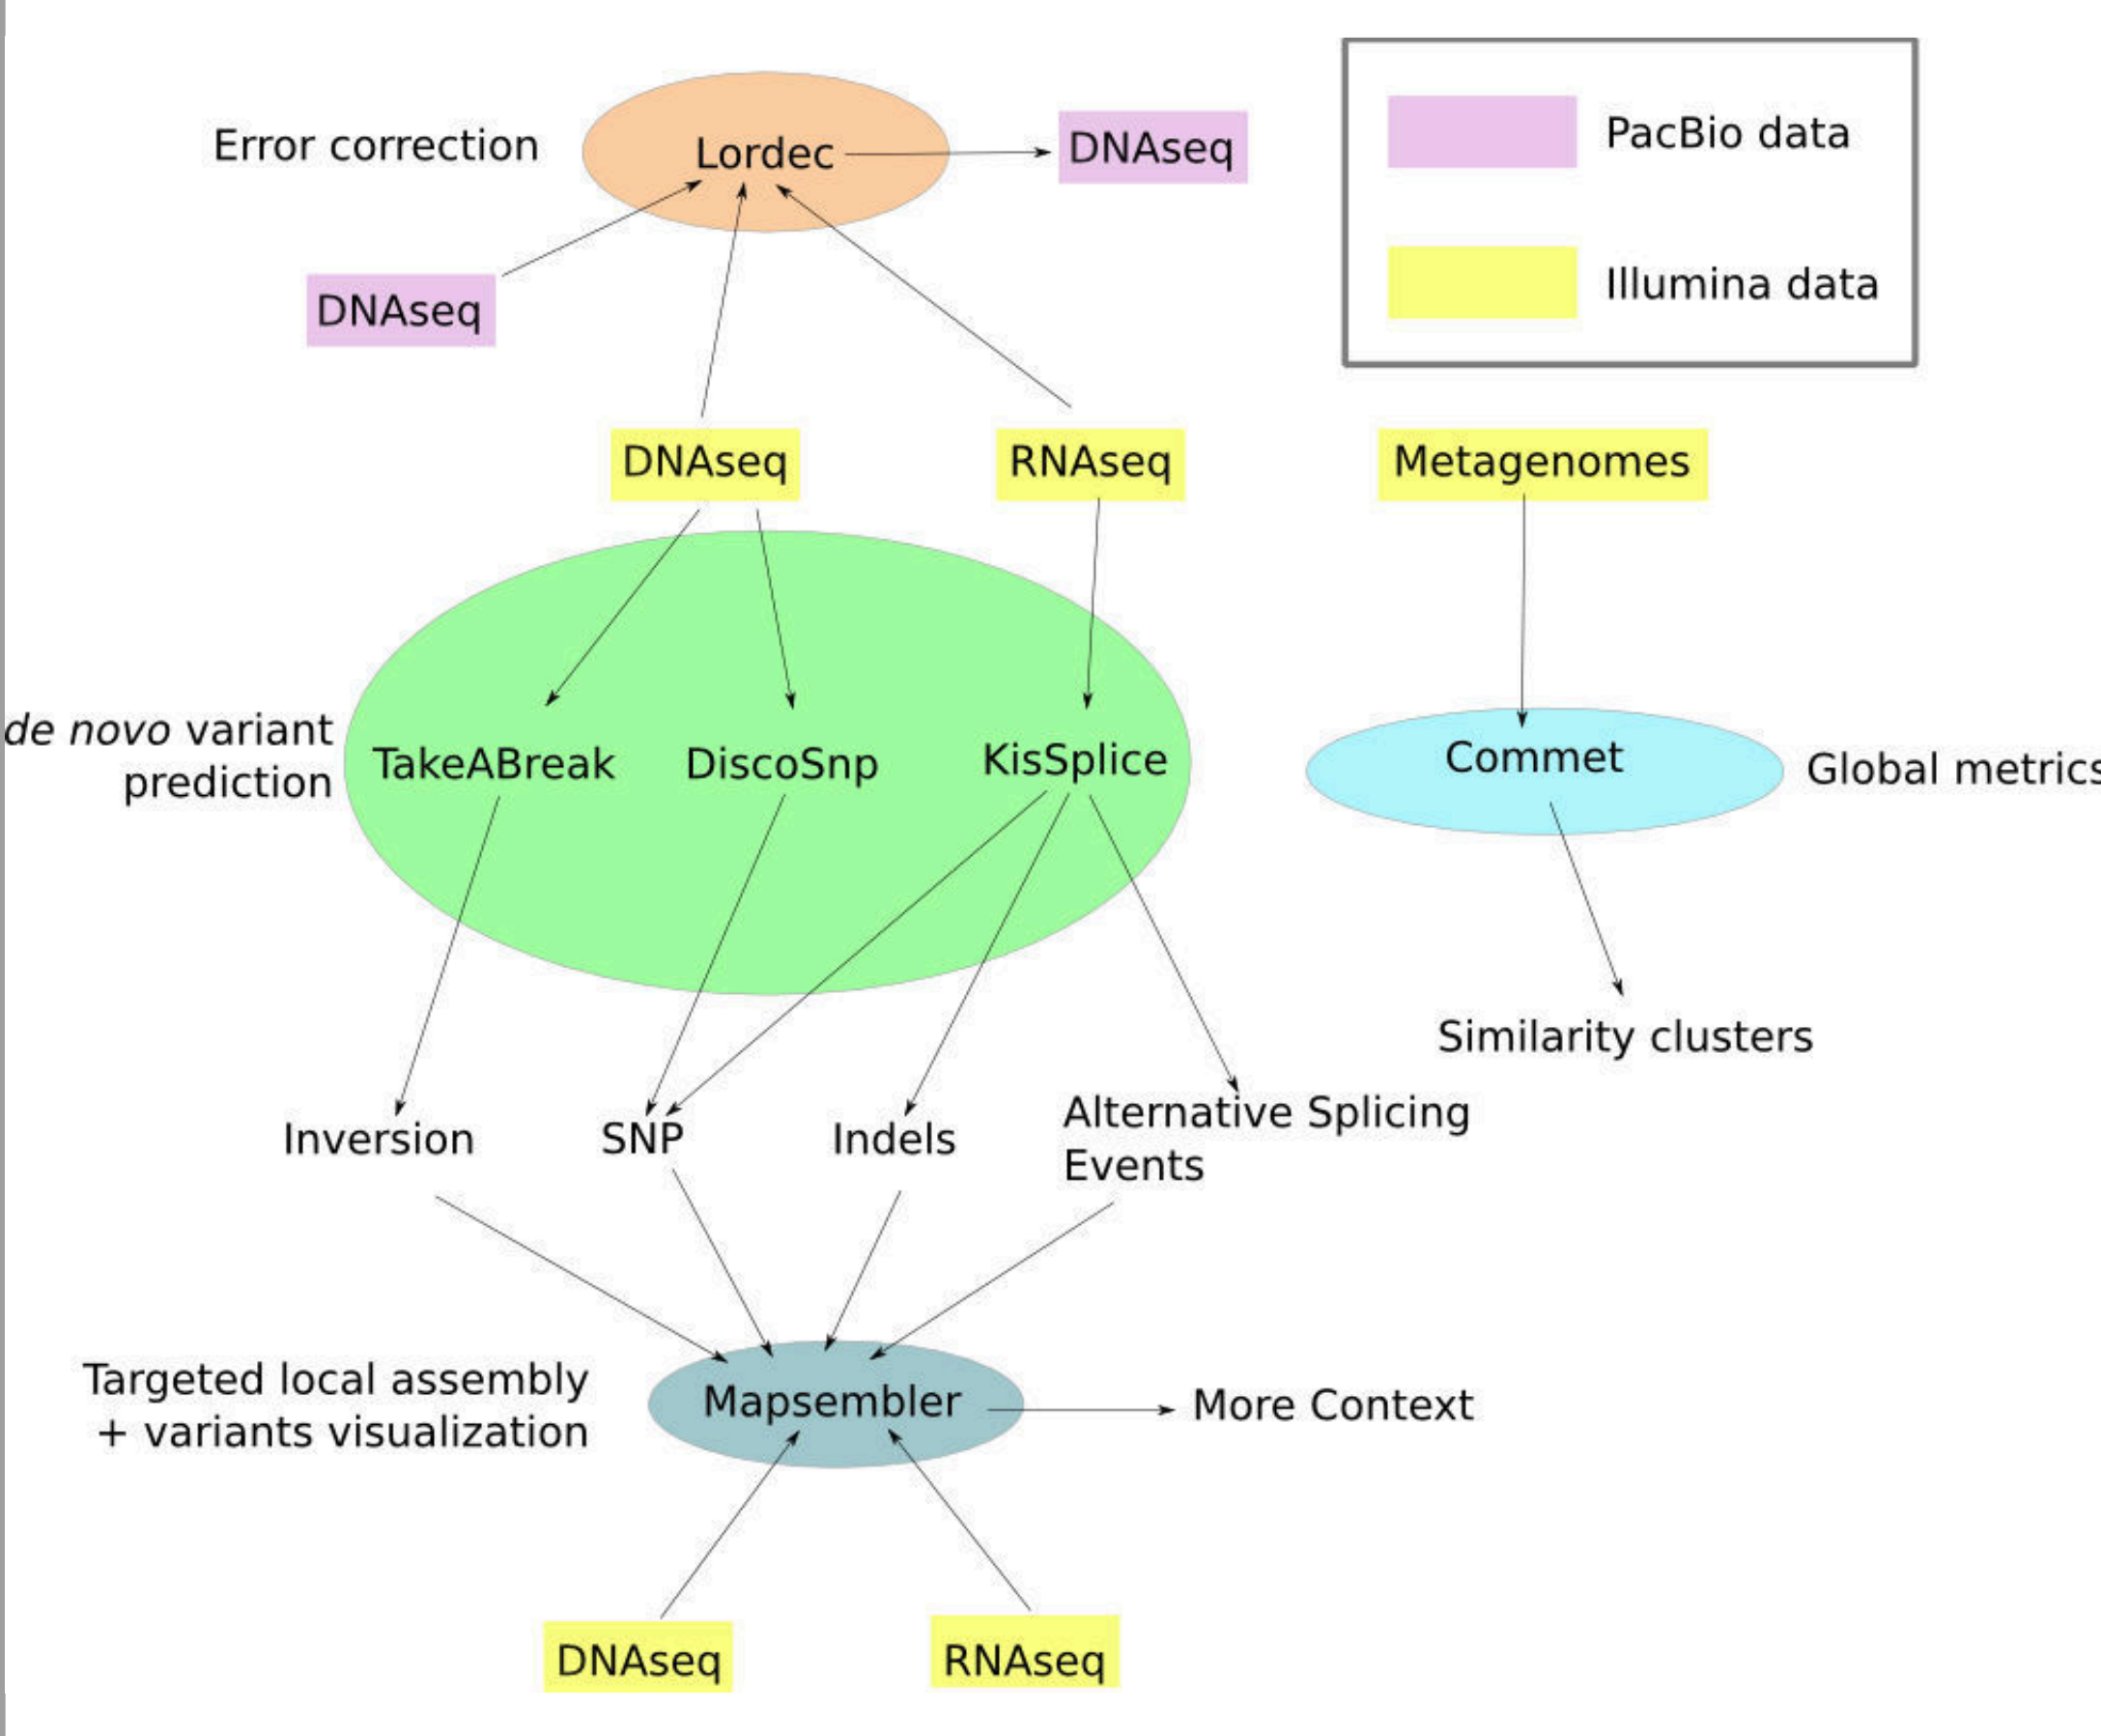 Error correction
Lordec
DNAseq
PacBio data
Illumina data
DNAseq
DNAseq
RNAseq
Metagenomes
de novo variant
prediction
TakeABreak
DiscoSnp
KisSplice
Commet
Global metrics
Similarity clusters
Inversion
SNP
Indels
Alternative Splicing
Events
Targeted local assembly
+ variants visualization
Mapsembler
More Context
DNAseq
RNAseq